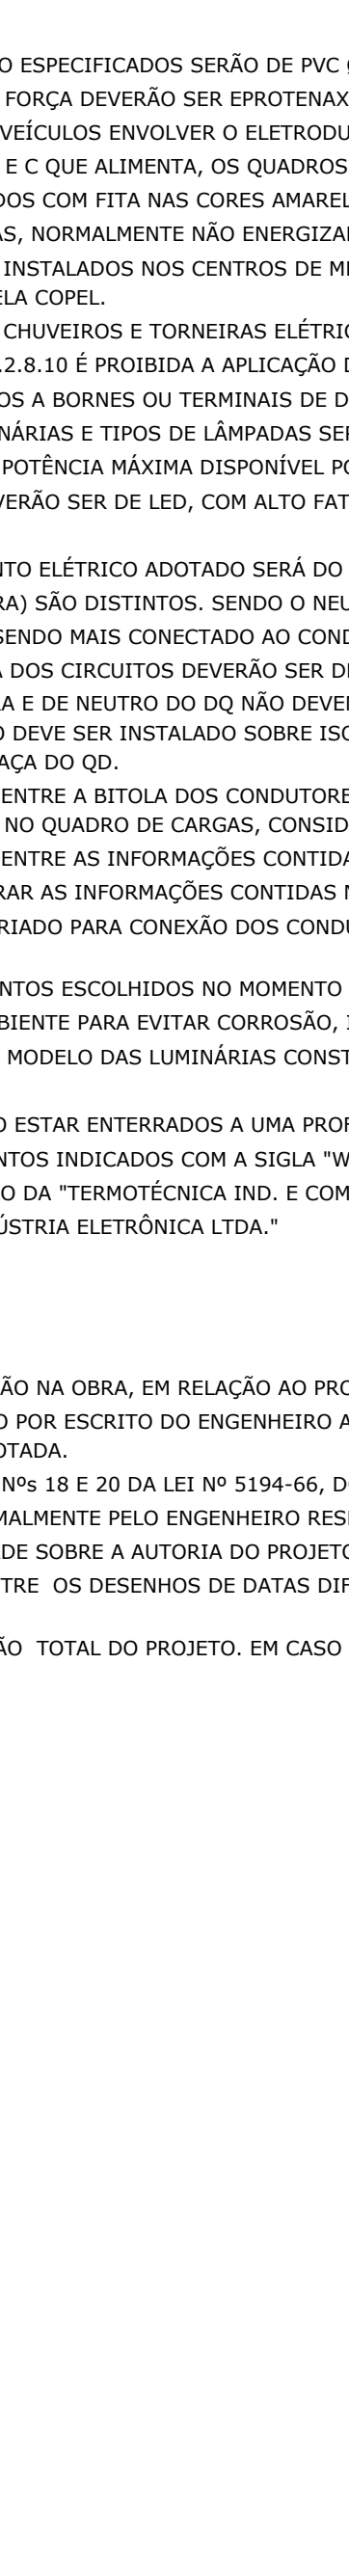 O ESPECIFICADOS SERÃO DE PVC
FORÇA DEVERÃO SER EPROTENAX
VEÍCULOS ENVOLVER O ELETRODU
E C QUE ALIMENTA, OS QUADROS
DOS COM FITA NAS CORES AMAREL
AS, NORMALMENTE NÃO ENERGIZA
INSTALADOS NOS CENTROS DE ME
ELA COPEL.
CHUVEIROS E TORNEIRAS ELÉTRIC
.2.8.10 É PROIBIDA A APLICAÇÃO D
OS A BORNES OU TERMINAIS DE D
NÁRIAS E TIPOS DE LÂMPADAS SER
POTÊNCIA MÁXIMA DISPONÍVEL PO
VERÃO SER DE LED, COM ALTO FAT
NTO ELÉTRICO ADOTADO SERÁ DO
RA) SÃO DISTINTOS. SENDO O NEU
SENDO MAIS CONECTADO AO COND
A DOS CIRCUITOS DEVERÃO SER DE
LA E DE NEUTRO DO DQ NÃO DEVE
O DEVE SER INSTALADO SOBRE ISO
AÇA DO QD.
ENTRE A BITOLA DOS CONDUTORE
NO QUADRO DE CARGAS, CONSID
ENTRE AS INFORMAÇÕES CONTIDA
RAR AS INFORMAÇÕES CONTIDAS N
RIADO PARA CONEXÃO DOS CONDU
NTOS ESCOLHIDOS NO MOMENTO
BIENTE PARA EVITAR CORROSÃO, I
MODELO DAS LUMINÁRIAS CONST
O ESTAR ENTERRADOS A UMA PROF
NTOS INDICADOS COM A SIGLA "W
O DA "TERMOTÉCNICA IND. E COM
ÚSTRIA ELETRÔNICA LTDA."
ÃO NA OBRA, EM RELAÇÃO AO PRO
O POR ESCRITO DO ENGENHEIRO A
OTADA.
Nºs 18 E 20 DA LEI Nº 5194-66, D
MALMENTE PELO ENGENHEIRO RES
DE SOBRE A AUTORIA DO PROJETO
TRE OS DESENHOS DE DATAS DIF
ÃO TOTAL DO PROJETO. EM CASO